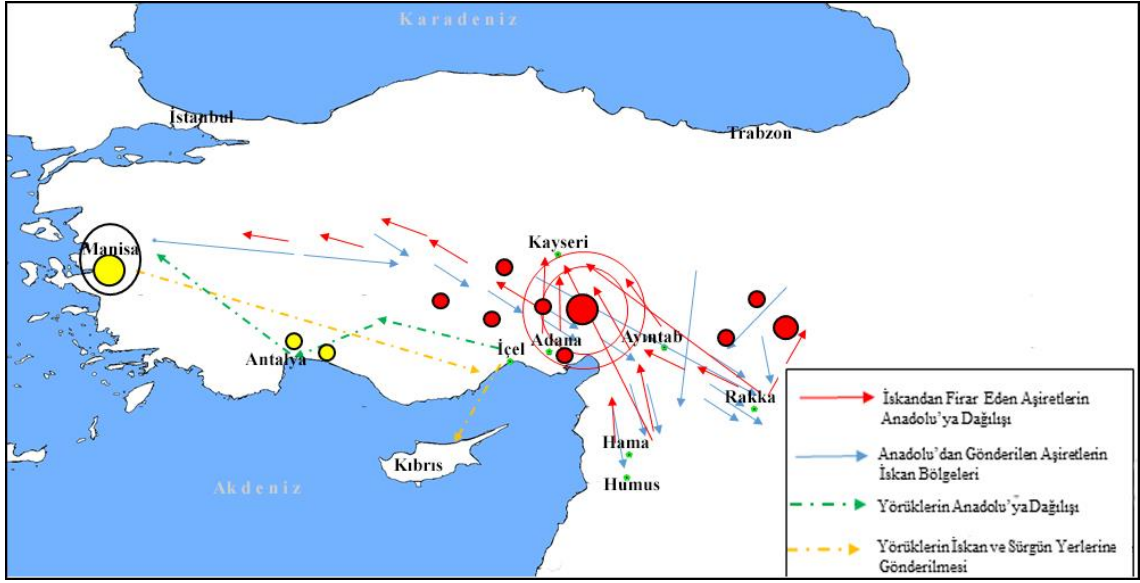 Karadeniz
İstanbul
Trabzon
Manisa
Kayseri
Antalya
İçel
Adana
Ayıntab
Rakka
Hama
Humus
Kıbrıs
Akdeniz
İskandan Firar Eden Aşiretlerin
Anadolu'ya Dağılışı
Anadolu'dan Gönderilen Aşiretlerin
İskan Bölgeleri
Yörüklerin Anadolu'ya Dağılışı
Yörüklerin İskan ve Sürgün Yerlerine
Gönderilmesi